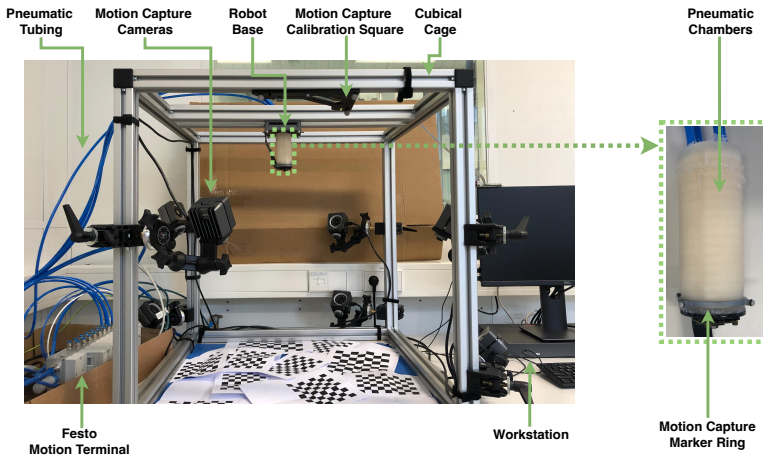 Pneumatic
Tubing
Motion Capture
Cameras
Robot
Base
Motion Capture
Calibration Square
Cubical
Cage
Pneumatic
Chambers
Festo
Motion Terminal
Workstation
Motion Capture
Marker Ring